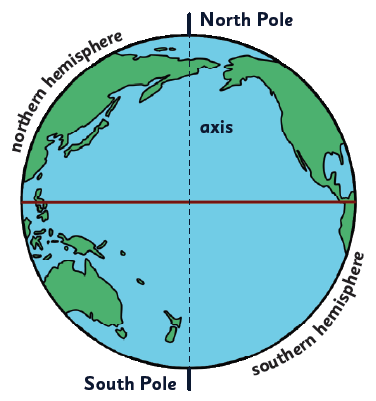 North Pole
northern hemisphere
axis
southern hemisphere
South Pole